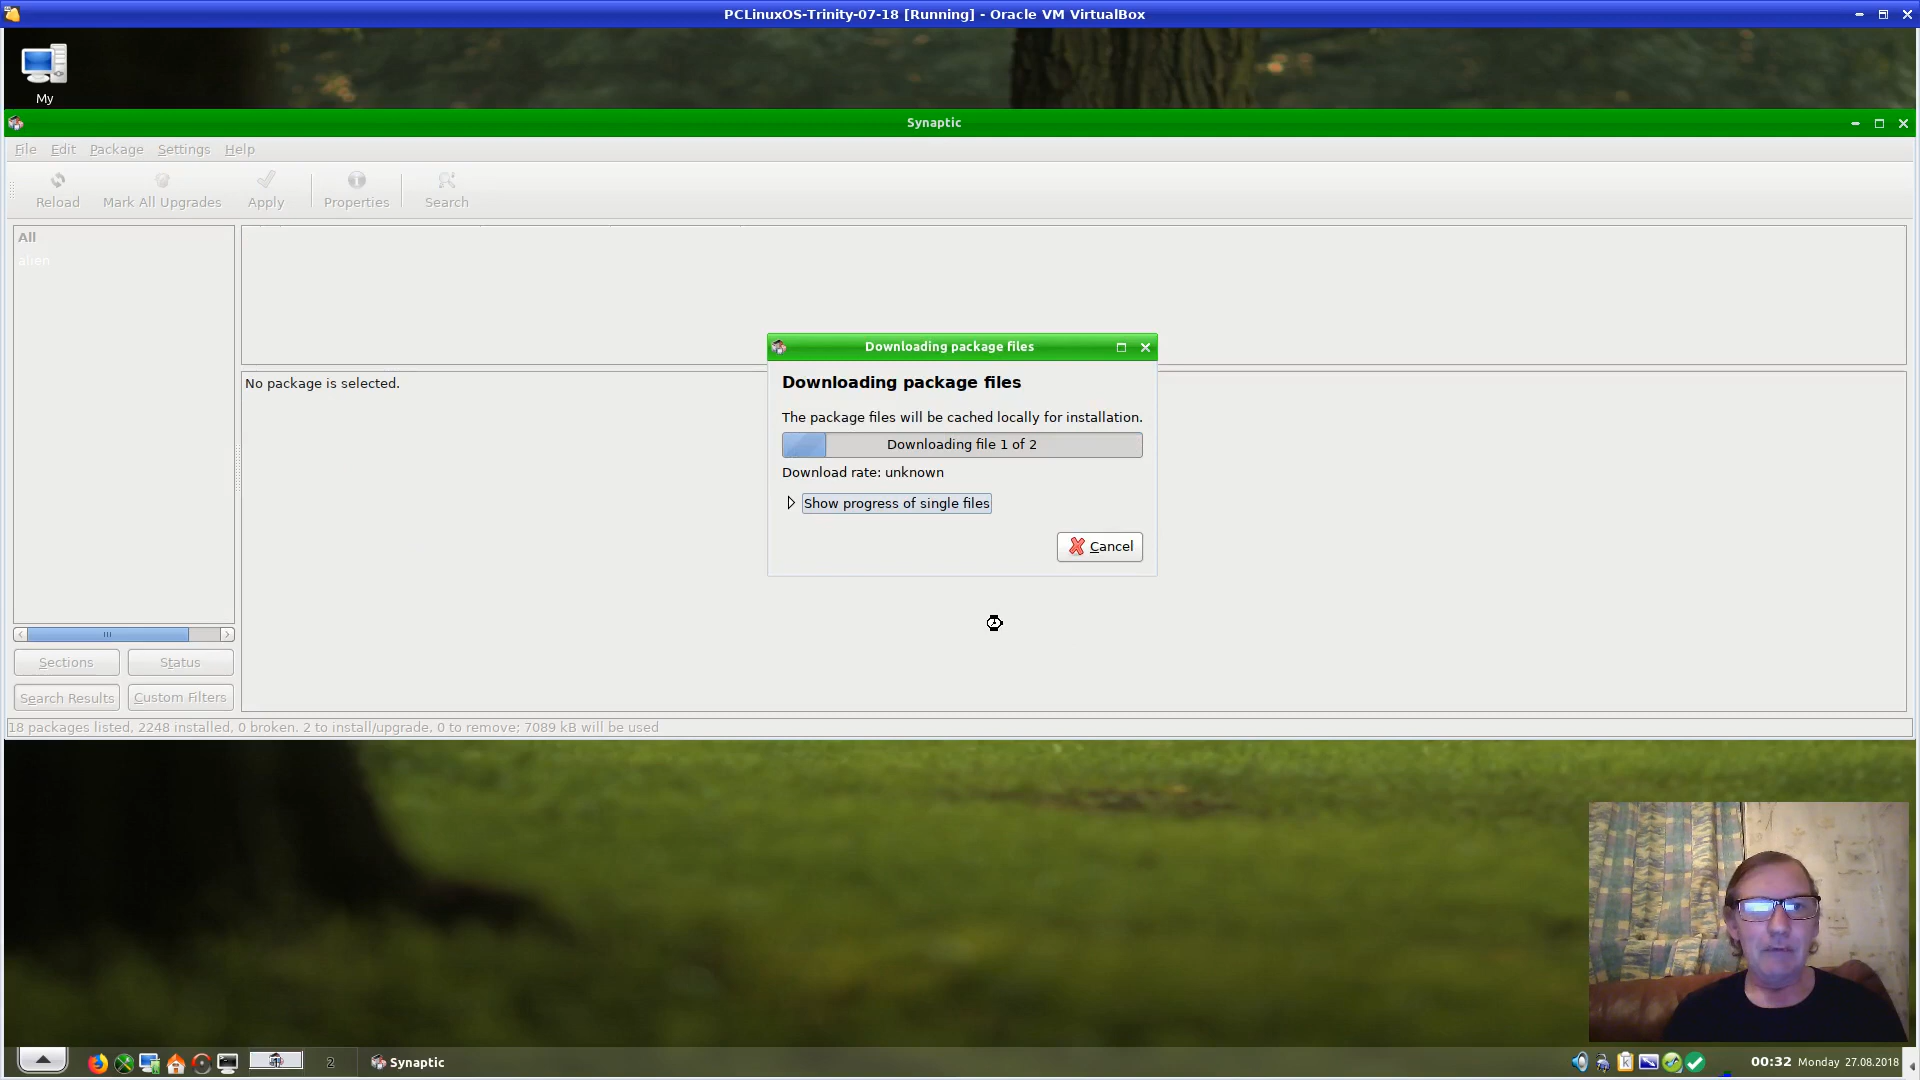 PCLinuxOS-Trinity-07-18 [Running] - Oracle VM VirtualBox
My
Synaptic
File Edit Package Settings Help
Reload Mark All Upgrades Apply Properties Search
All
alien
No package is selected.
Downloading package files
Downloading package files
The package files will be cached locally for installation.
Downloading file 1 of 2
Download rate: unknown
Show progress of single files
Cancel
Sections Status
Search Results Custom Filters
18 packages listed, 2248 installed, 0 broken. 2 to install/upgrade, 0 to remove; 7089 kB will be used
2 Synaptic 00:32 Monday 27.08.2018